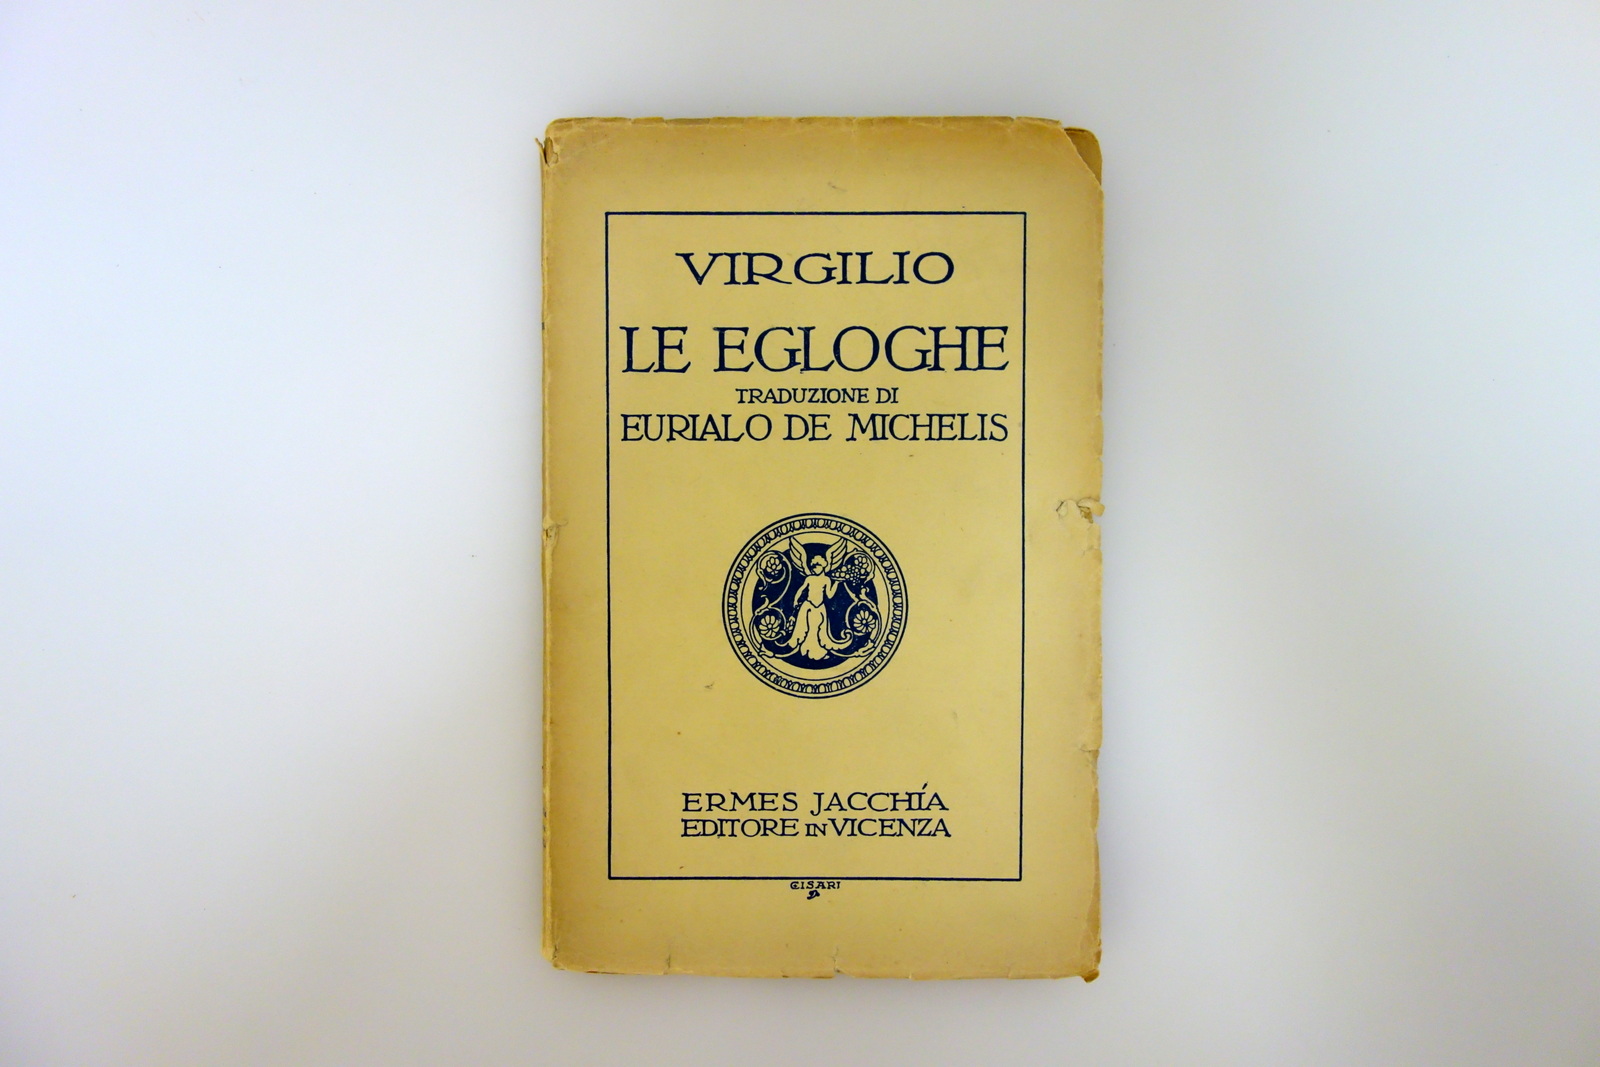 VIRGILIO
LE EGLOGHE
TRADUZIONE DI
EURIALO DE MICHELIS
ERMES JACCHÍA
EDITORE IN VICENZA
CISARI